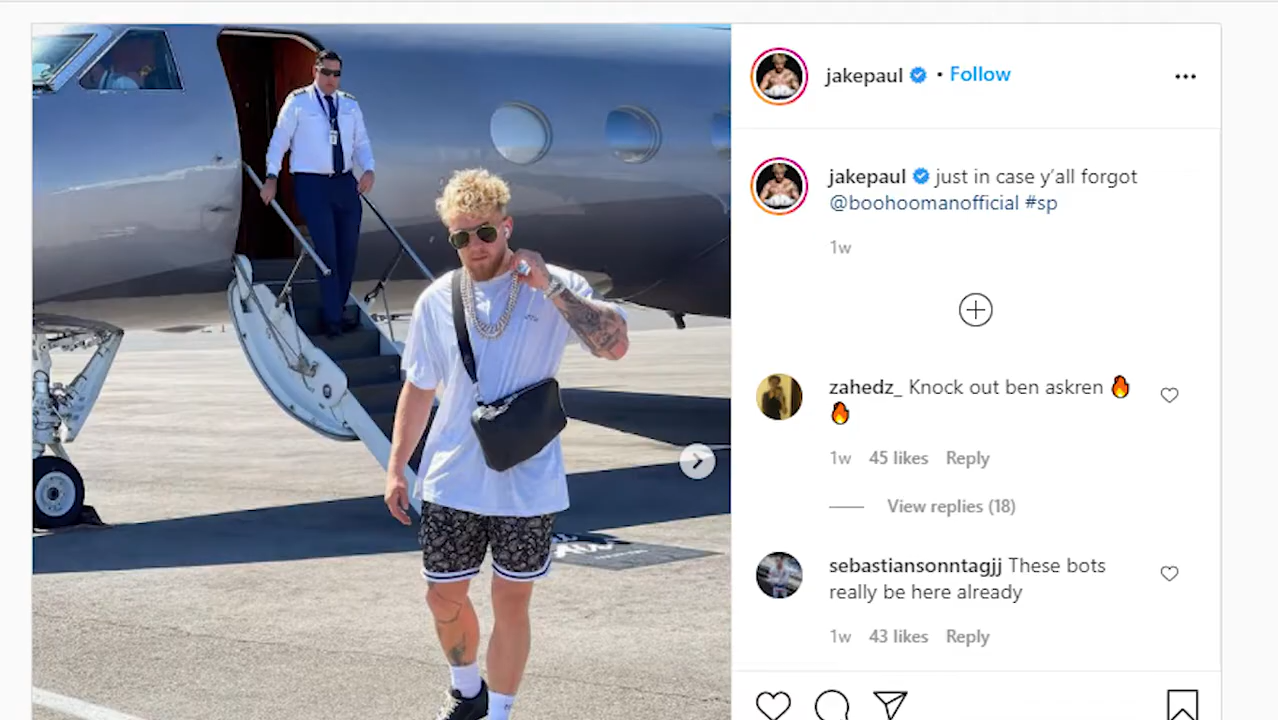 jakepaul • Follow
jakepaul just in case y'all forgot
@boohoomanofficial #sp
1w
zahedz_ Knock out ben askren 🔥
🔥
1w 45 likes Reply
View replies (18)
sebastiansonntagjj These bots
really be here already
1w 43 likes Reply